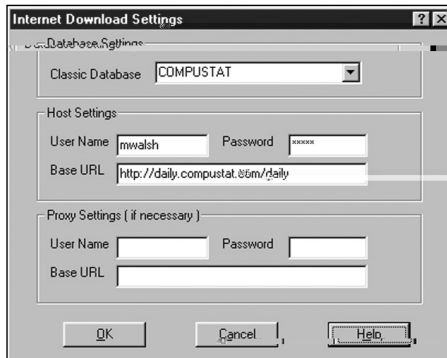 Internet Download Settings
Database Settings
Classic Database COMPUSTAT
Host Settings
User Name mwalsh Password *****
Base URL http://daily.compustat.com/daily
Proxy Settings ( if necessary )
User Name Password
Base URL
OK Cancel Help